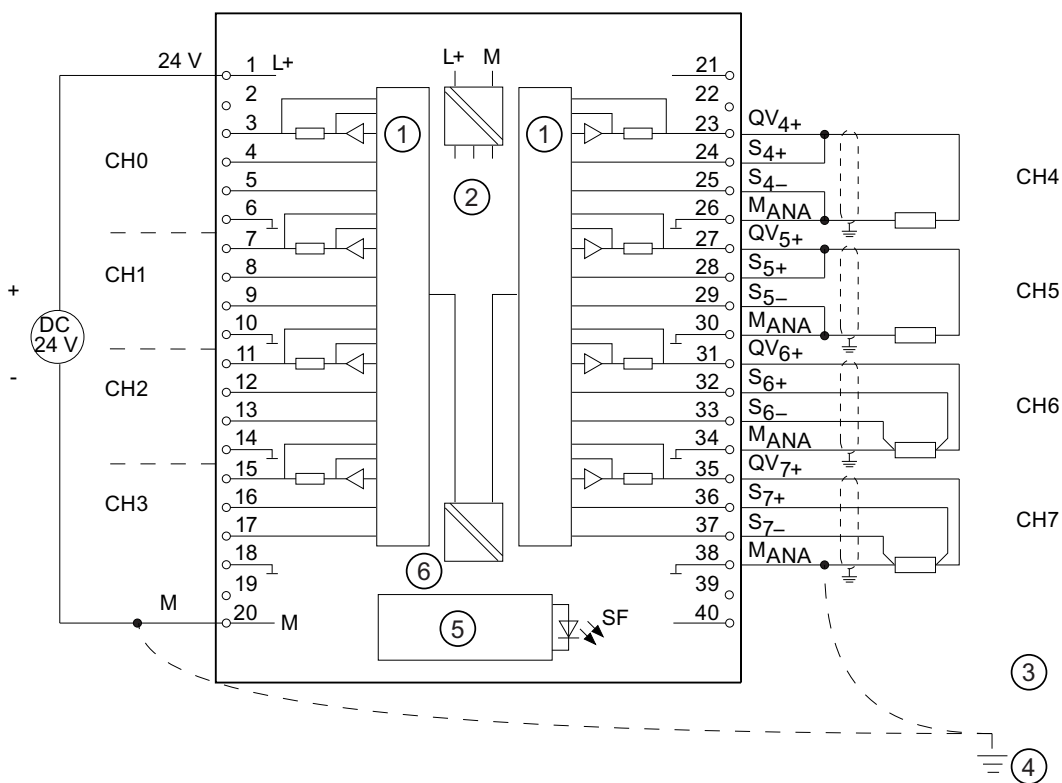 24 V 1 L+ L+ M 21
2 22
3 1 1 23 QV4+
CH0 4 24 S4+ CH4
5 2 25 S4–
6 26 MANA
7 27 QV5+
CH1 8 28 S5+ CH5
+ 9 29 S5–
10 30 MANA
DC
24 V
11 31 QV6+
- CH2 12 32 S6+ CH6
13 33 S6–
14 34 MANA
15 35 QV7+
CH3 16 36 S7+ CH7
17 37 S7–
18 6 38 MANA
19 39
M 20 M 5 SF 40
3
4